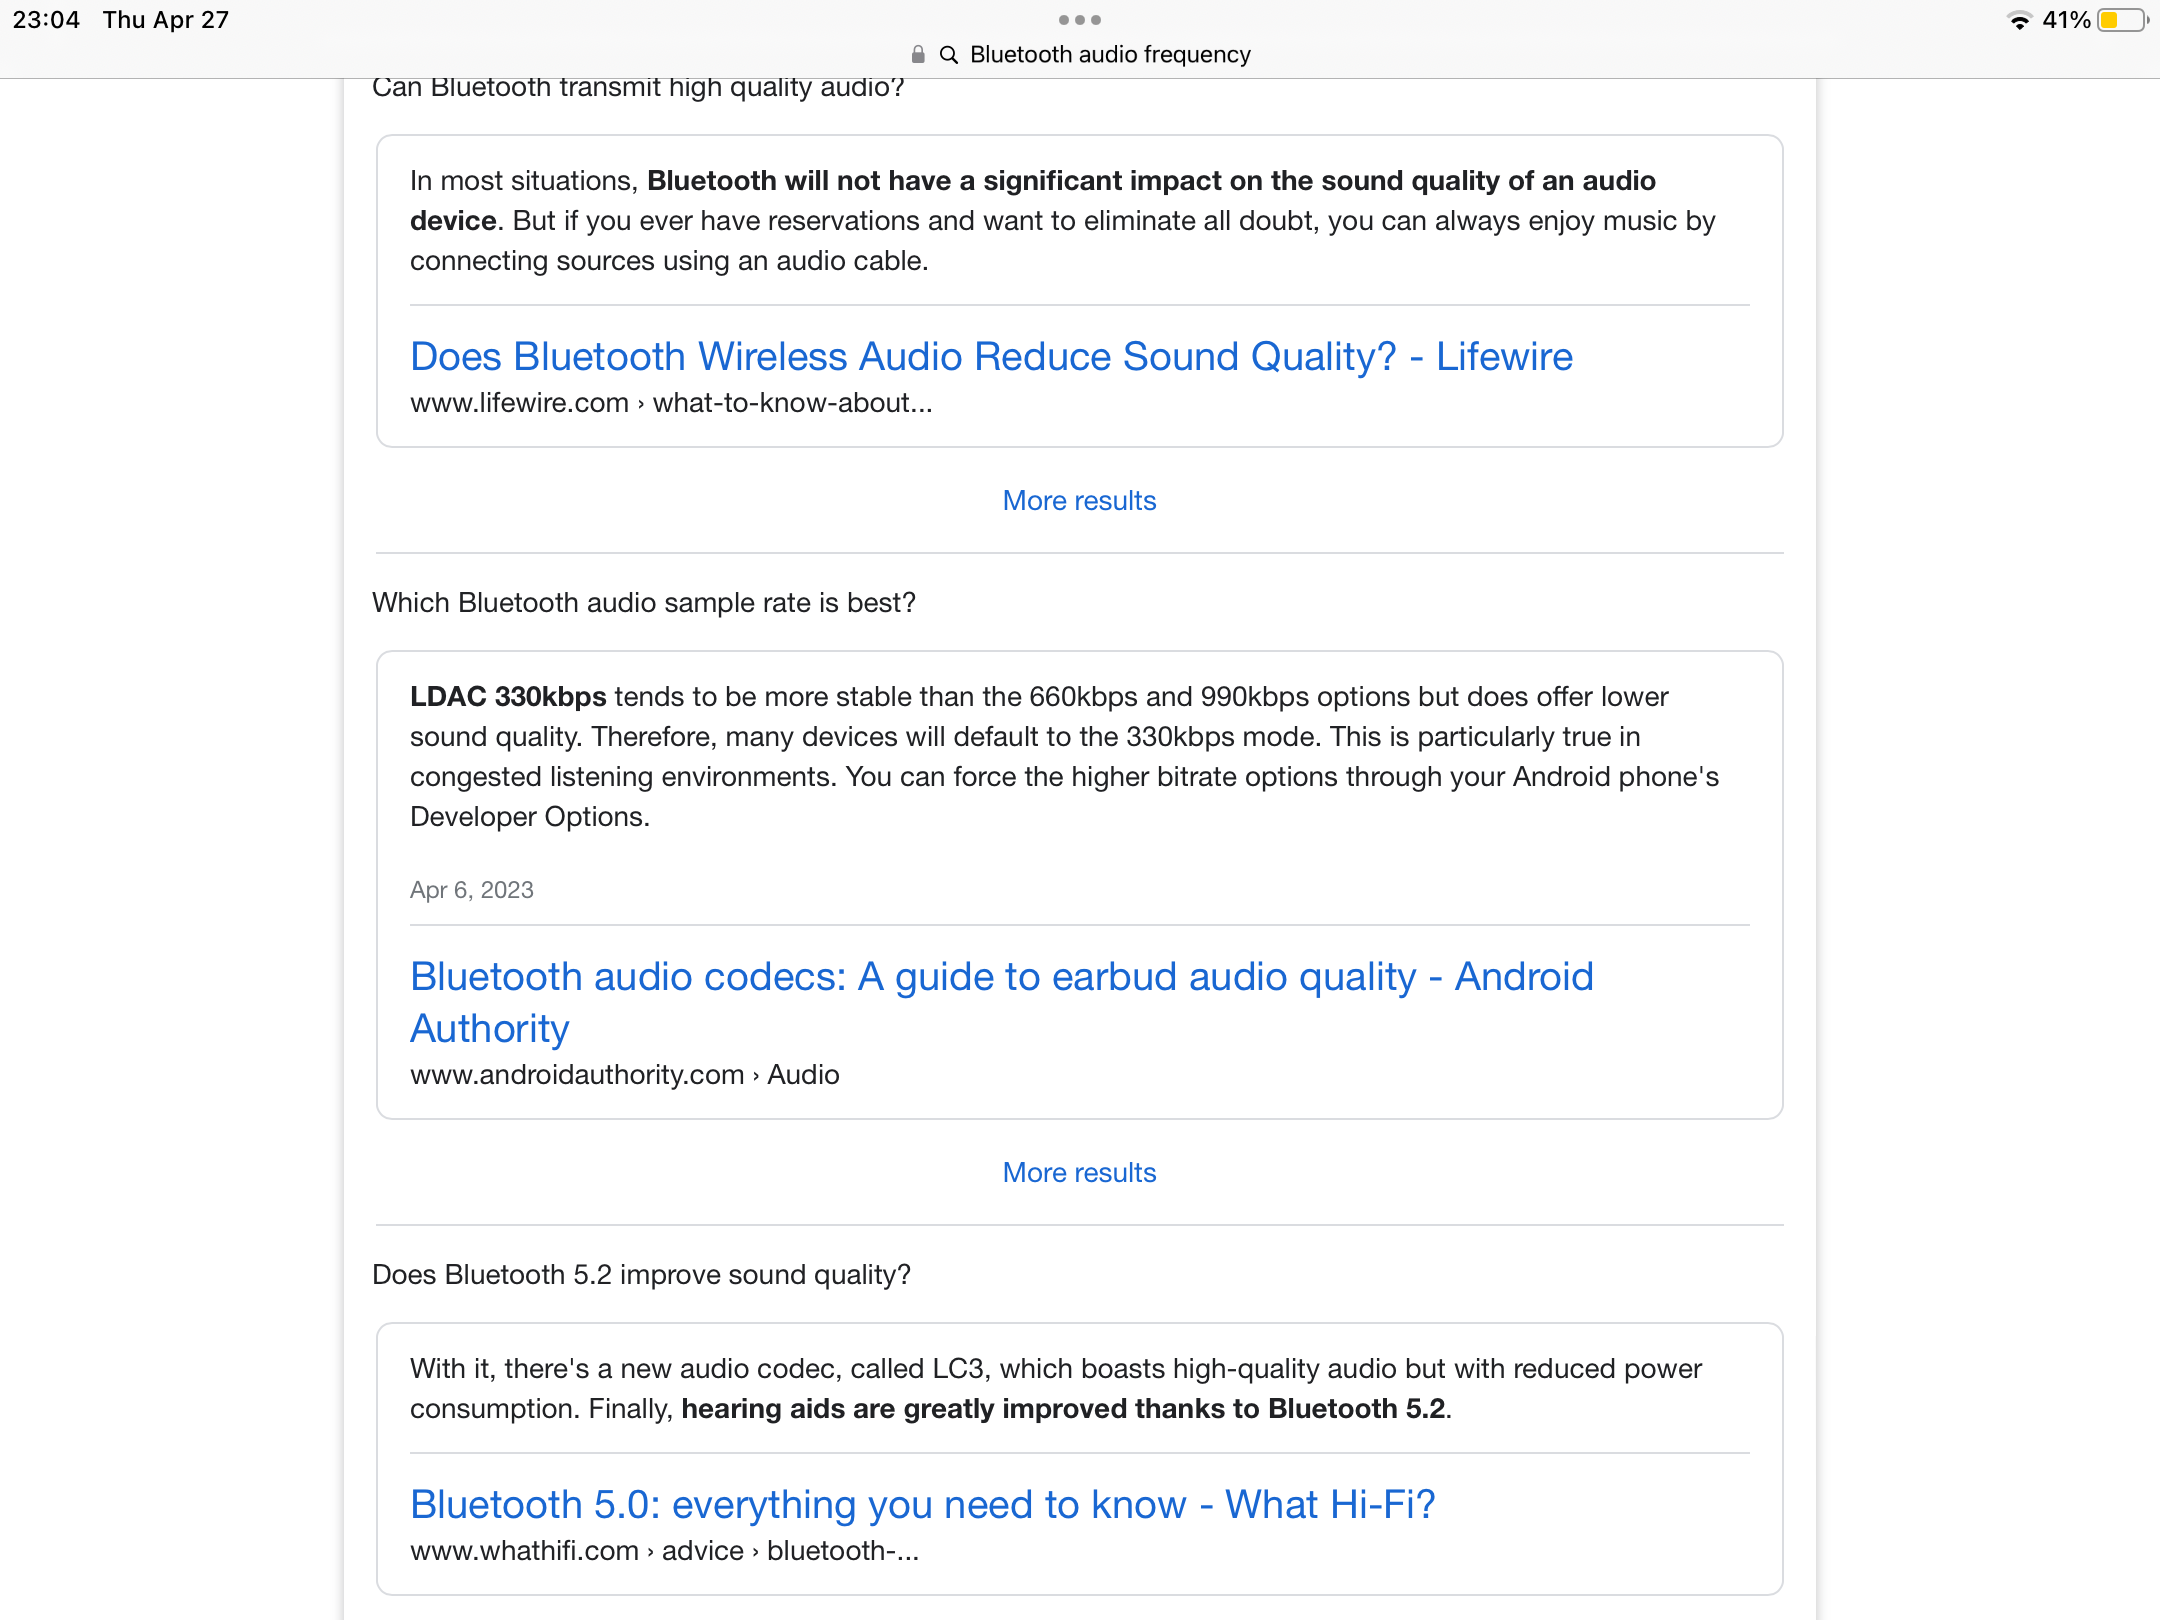 23:04 Thu Apr 27
41%
Bluetooth audio frequency
Can Bluetooth transmit high quality audio?
In most situations, Bluetooth will not have a significant impact on the sound quality of an audio
device. But if you ever have reservations and want to eliminate all doubt, you can always enjoy music by
connecting sources using an audio cable.
Does Bluetooth Wireless Audio Reduce Sound Quality? - Lifewire
www.lifewire.com › what-to-know-about...
More results
Which Bluetooth audio sample rate is best?
LDAC 330kbps tends to be more stable than the 660kbps and 990kbps options but does offer lower
sound quality. Therefore, many devices will default to the 330kbps mode. This is particularly true in
congested listening environments. You can force the higher bitrate options through your Android phone's
Developer Options.
Apr 6, 2023
Bluetooth audio codecs: A guide to earbud audio quality - Android
Authority
www.androidauthority.com › Audio
More results
Does Bluetooth 5.2 improve sound quality?
With it, there's a new audio codec, called LC3, which boasts high-quality audio but with reduced power
consumption. Finally, hearing aids are greatly improved thanks to Bluetooth 5.2.
Bluetooth 5.0: everything you need to know - What Hi-Fi?
www.whathifi.com › advice › bluetooth-...